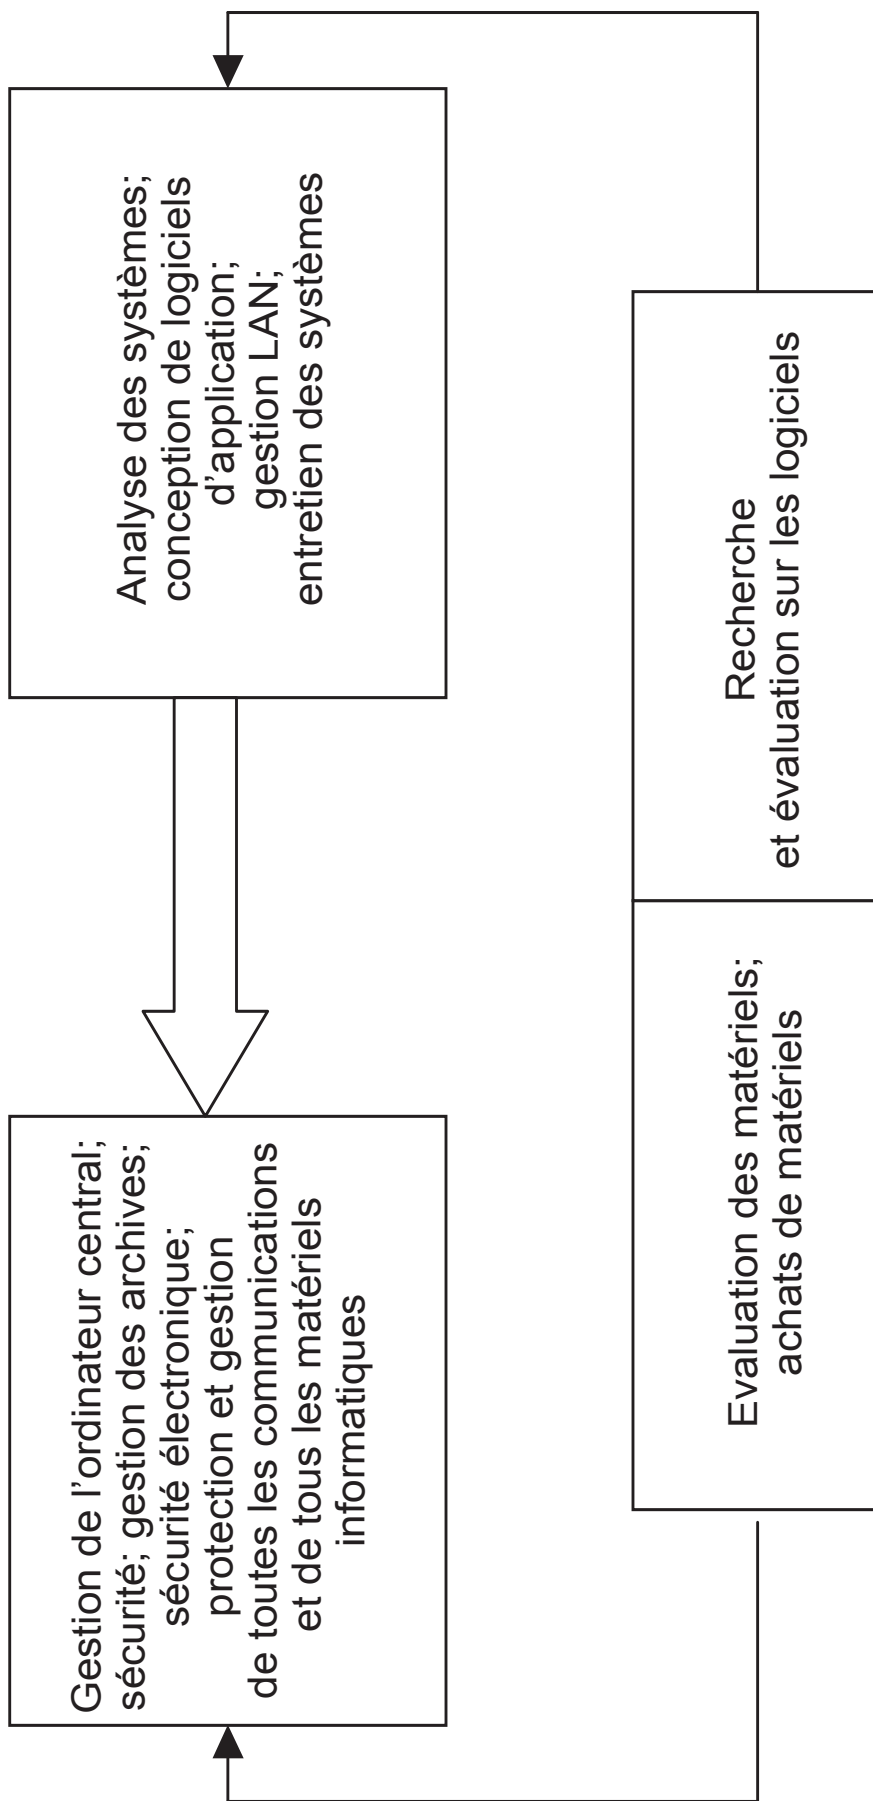 Gestion de l'ordinateur central;
sécurité; gestion des archives;
sécurité électronique;
protection et gestion
de toutes les communications
et de tous les matériels
informatiques
Analyse des systèmes;
conception de logiciels
d'application;
gestion LAN;
entretien des systèmes
Evaluation des matériels;
achats de matériels
Recherche
et évaluation sur les logiciels